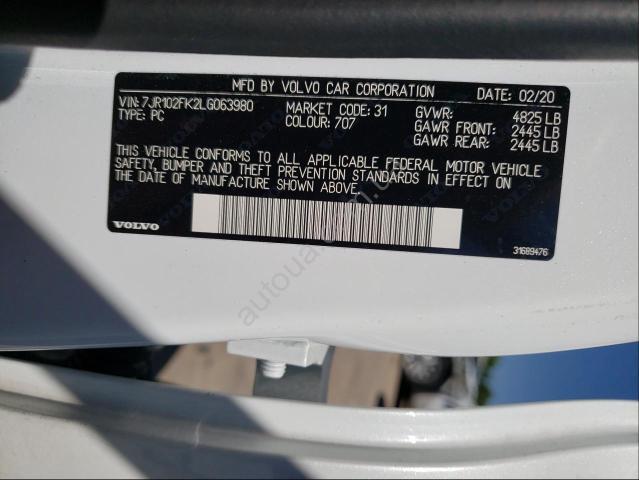 MFD BY VOLVO CAR CORPORATION DATE: 02/20
VIN: 7JR102FK2LG063980 MARKET CODE: 31 GVWR: 4825 LB
TYPE: PC COLOUR: 707 GAWR FRONT: 2445 LB
GAWR REAR: 2445 LB
THIS VEHICLE CONFORMS TO ALL APPLICABLE FEDERAL MOTOR VEHICLE
SAFETY, BUMPER AND THEFT PREVENTION STANDARDS IN EFFECT ON
THE DATE OF MANUFACTURE SHOWN ABOVE.
VOLVO 31689476